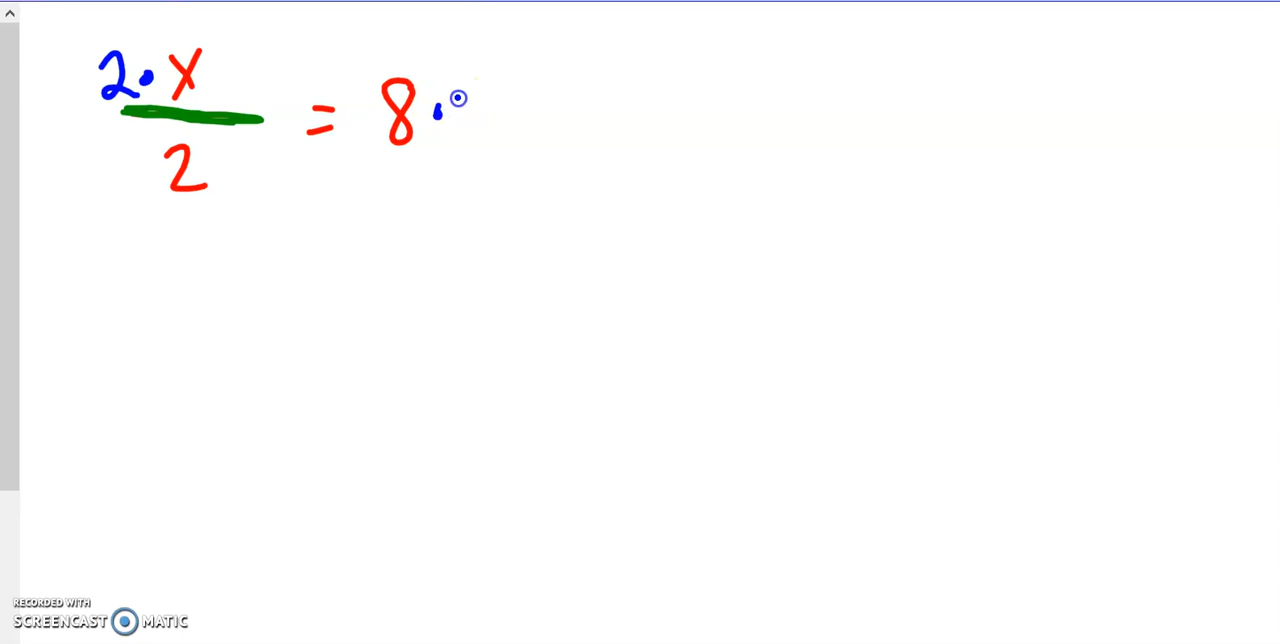 2·x
= 8·
2
RECORDED WITH
SCREENCAST MATIC